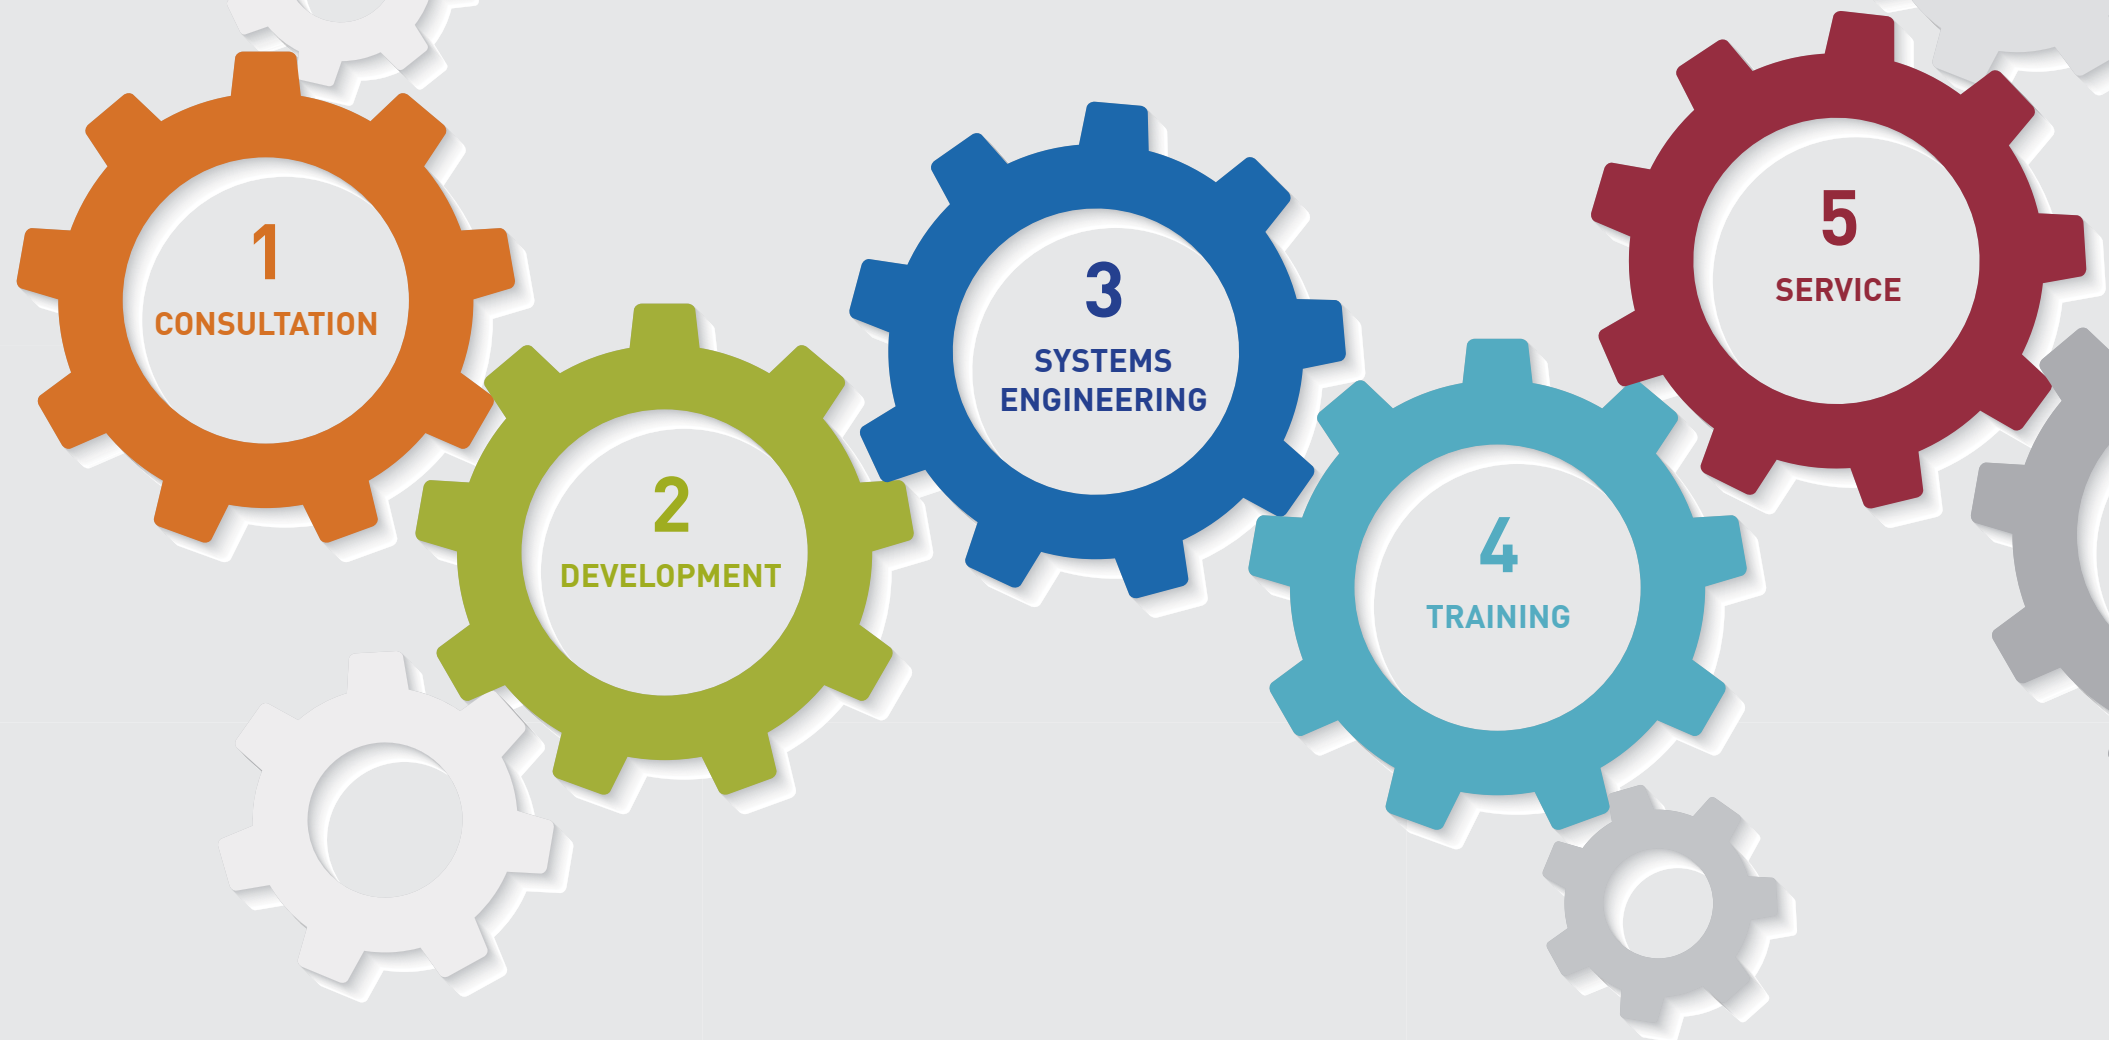 1
CONSULTATION
2
DEVELOPMENT
3
SYSTEMS
ENGINEERING
4
TRAINING
5
SERVICE